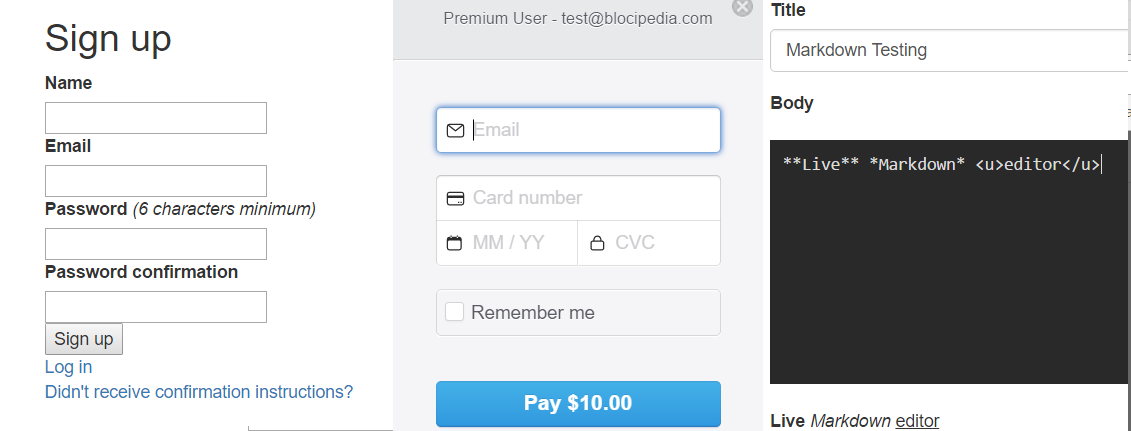 Sign up
Name
Email
Password (6 characters minimum)
Password confirmation
Sign up
Log in
Didn't receive confirmation instructions?
Premium User - test@blocipedia.com
Email
Card number
MM / YY
CVC
Remember me
Pay $10.00
Title
Markdown Testing
Body
**Live** *Markdown* <u>editor</u>
Live Markdown editor